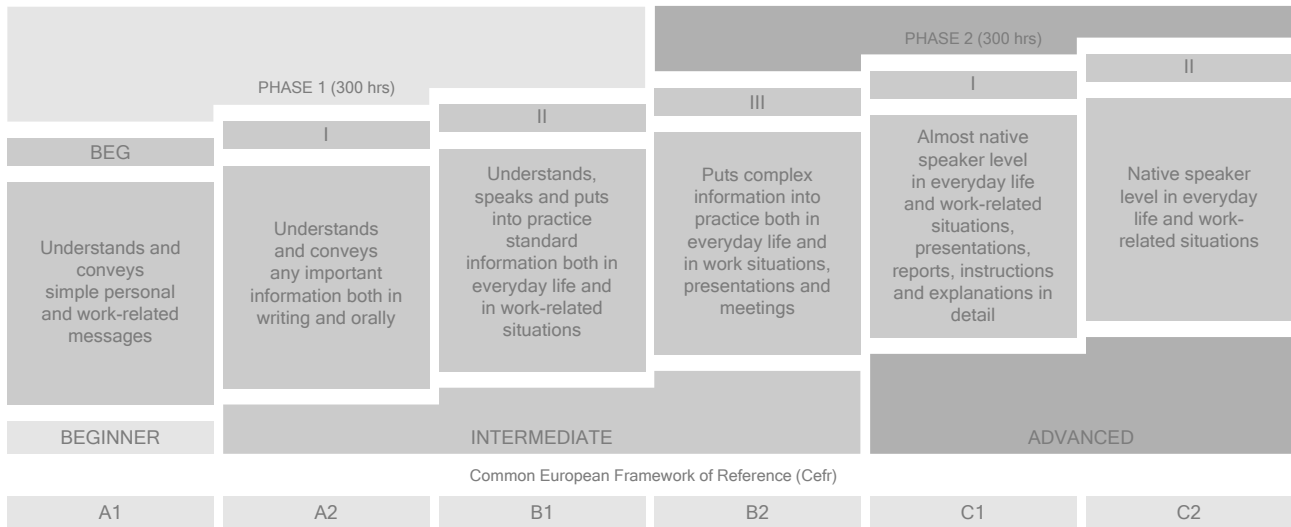 PHASE 1 (300 hrs)
PHASE 2 (300 hrs)
BEG
I
II
III
I
II
Understands and
conveys
simple personal
and work-related
messages
Understands
and conveys
any important
information both in
writing and orally
Understands,
speaks and puts
into practice
standard
information both in
everyday life and
in work-related
situations
Puts complex
information into
practice both in
everyday life and
in work situations,
presentations and
meetings
Almost native
speaker level
in everyday life
and work-related
situations,
presentations,
reports, instructions
and explanations in
detail
Native speaker
level in everyday
life and work-
related situations
BEGINNER
INTERMEDIATE
ADVANCED
Common European Framework of Reference (Cefr)
A1
A2
B1
B2
C1
C2